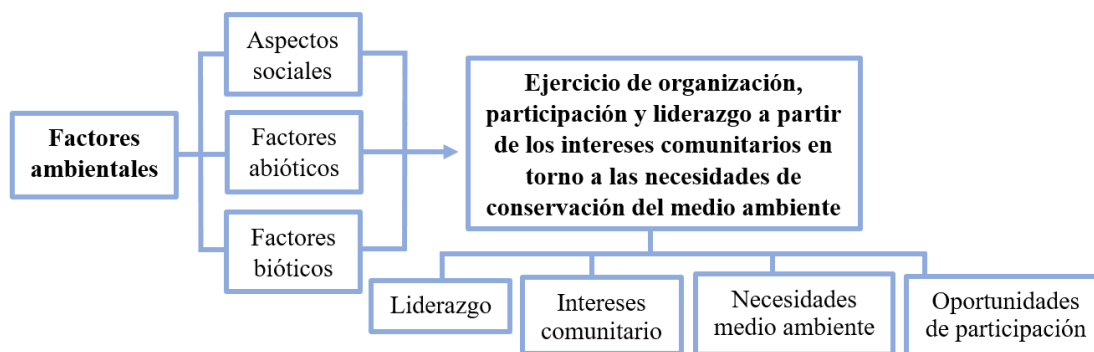 Factores
ambientales
Aspectos
sociales
Factores
abióticos
Factores
bióticos
Ejercicio de organización,
participación y liderazgo a partir
de los intereses comunitarios en
torno a las necesidades de
conservación del medio ambiente
Liderazgo
Intereses
comunitario
Necesidades
medio ambiente
Oportunidades
de participación